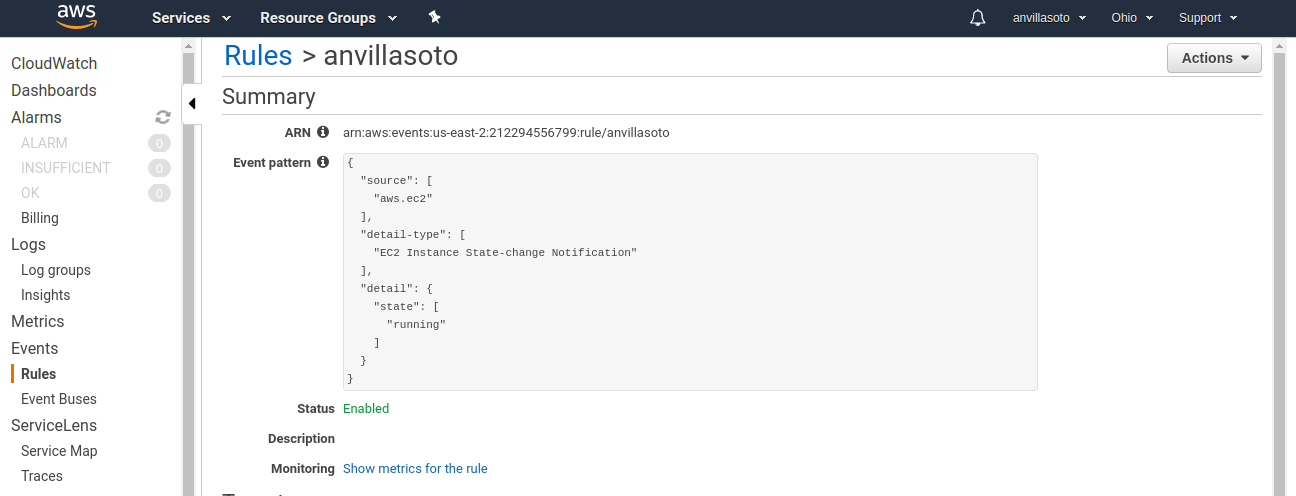 aws Services Resource Groups anvillasoto Ohio Support
CloudWatch
Dashboards
Alarms
ALARM 0
INSUFFICIENT 0
OK 0
Billing
Logs
Log groups
Insights
Metrics
Events
Rules
Event Buses
ServiceLens
Service Map
Traces
Rules > anvillasoto
Actions
Summary
ARN arn:aws:events:us-east-2:212294556799:rule/anvillasoto
Event pattern {
"source": [
"aws.ec2"
],
"detail-type": [
"EC2 Instance State-change Notification"
],
"detail": {
"state": [
"running"
]
}
}
Status Enabled
Description
Monitoring Show metrics for the rule